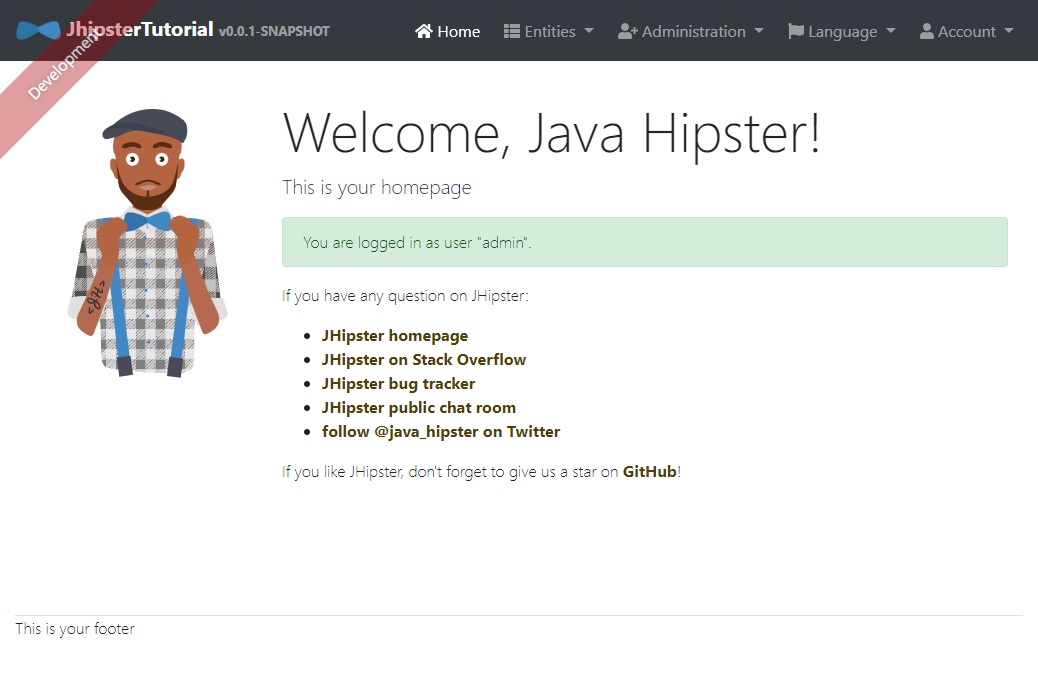 JhipsterTutorial v0.0.1-SNAPSHOT Home Entities Administration Language Account
Development
Welcome, Java Hipster!
This is your homepage
You are logged in as user "admin".
If you have any question on JHipster:
JHipster homepage
JHipster on Stack Overflow
JHipster bug tracker
JHipster public chat room
follow @java_hipster on Twitter
<JH>
If you like JHipster, don't forget to give us a star on GitHub!
This is your footer